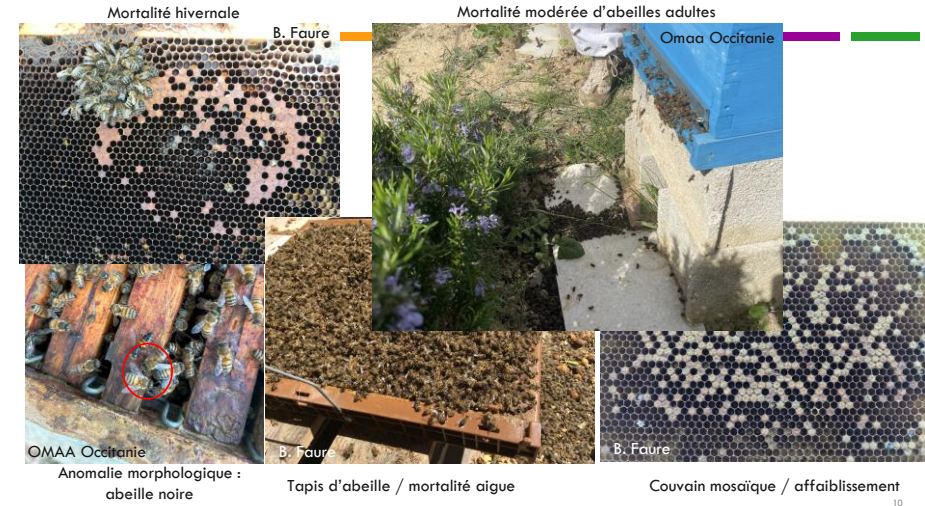 Mortalité hivernale
B. Faure
Mortalité modérée d'abeilles adultes
Omaa Occitanie
OMAA Occitanie
Anomalie morphologique :
abeille noire
B. Faure
Tapis d'abeille / mortalité aigue
B. Faure
Couvain mosaïque / affaiblissement
10